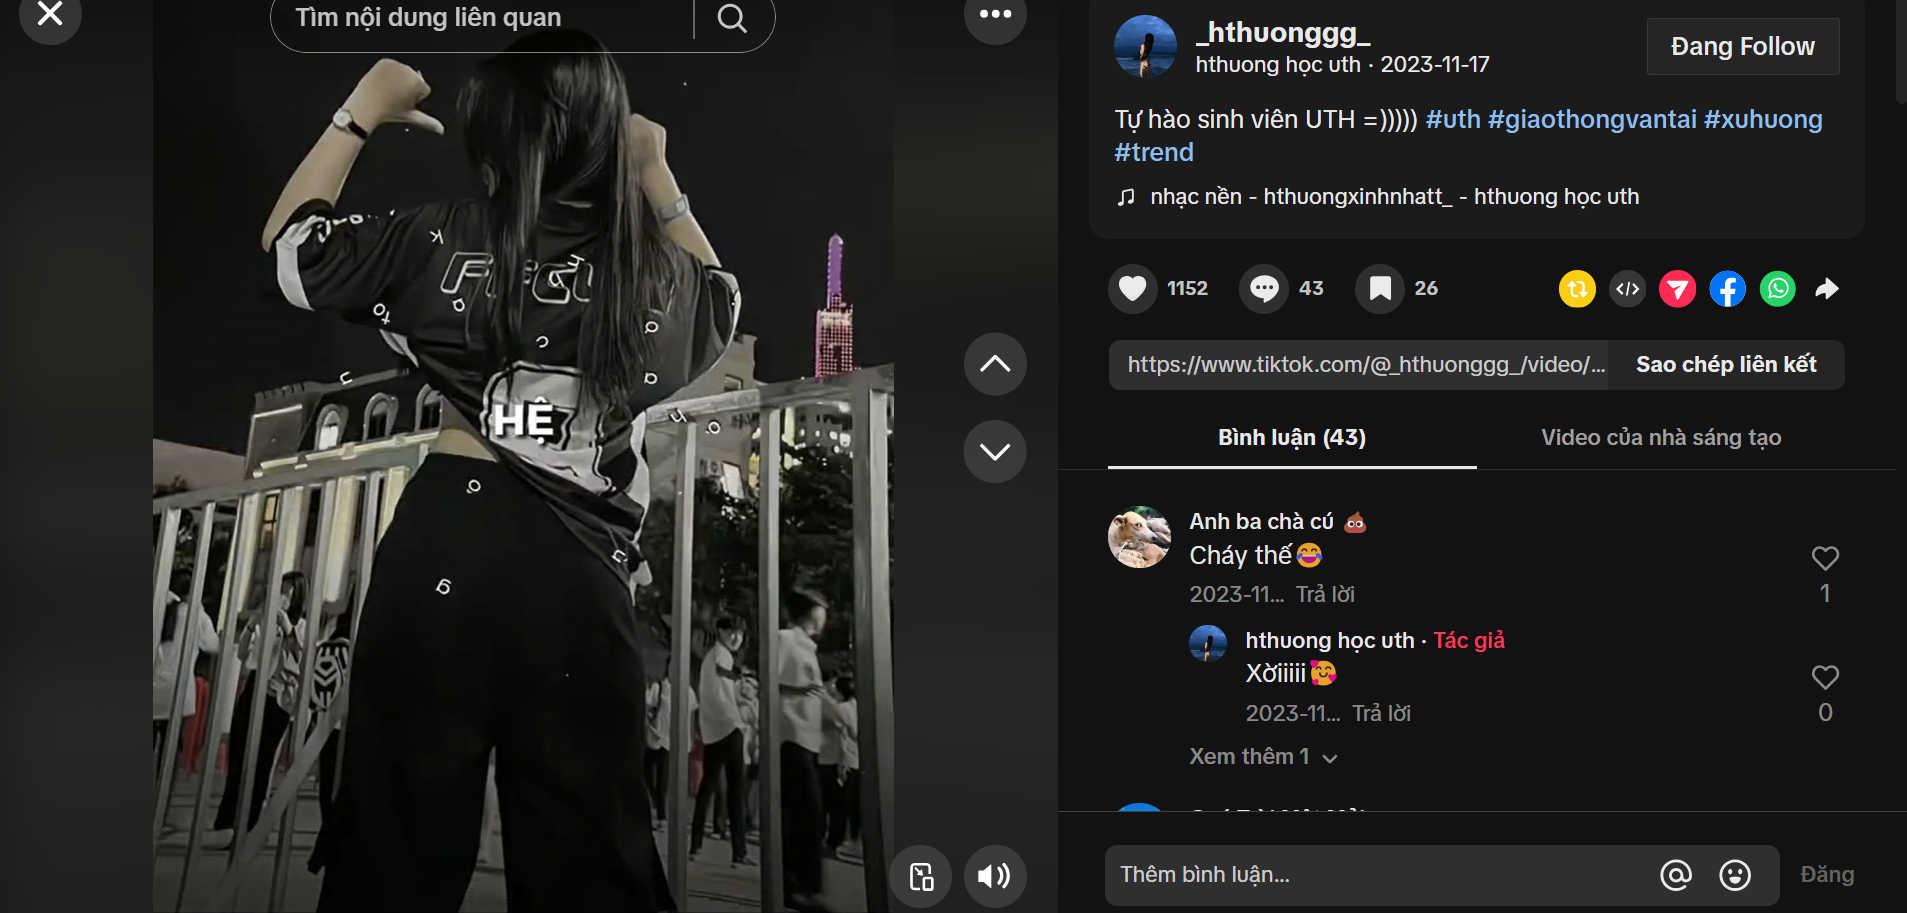 Tìm nội dung liên quan
HỆ
_hthuonggg_
hthuong học uth · 2023-11-17
Đang Follow
Tự hào sinh viên UTH =))))) #uth #giaothongvantai #xuhuong
#trend
nhạc nền - hthuongxinhnhatt_ - hthuong học uth
1152
43
26
https://www.tiktok.com/@_hthuonggg_/video/...
Sao chép liên kết
Bình luận (43)
Video của nhà sáng tạo
Anh ba chà cú 💩
Cháy thế😂
2023-11... Trả lời
1
hthuong học uth · Tác giả
Xờiiiii🥰
2023-11... Trả lời
0
Xem thêm 1
Thêm bình luận...
Đăng